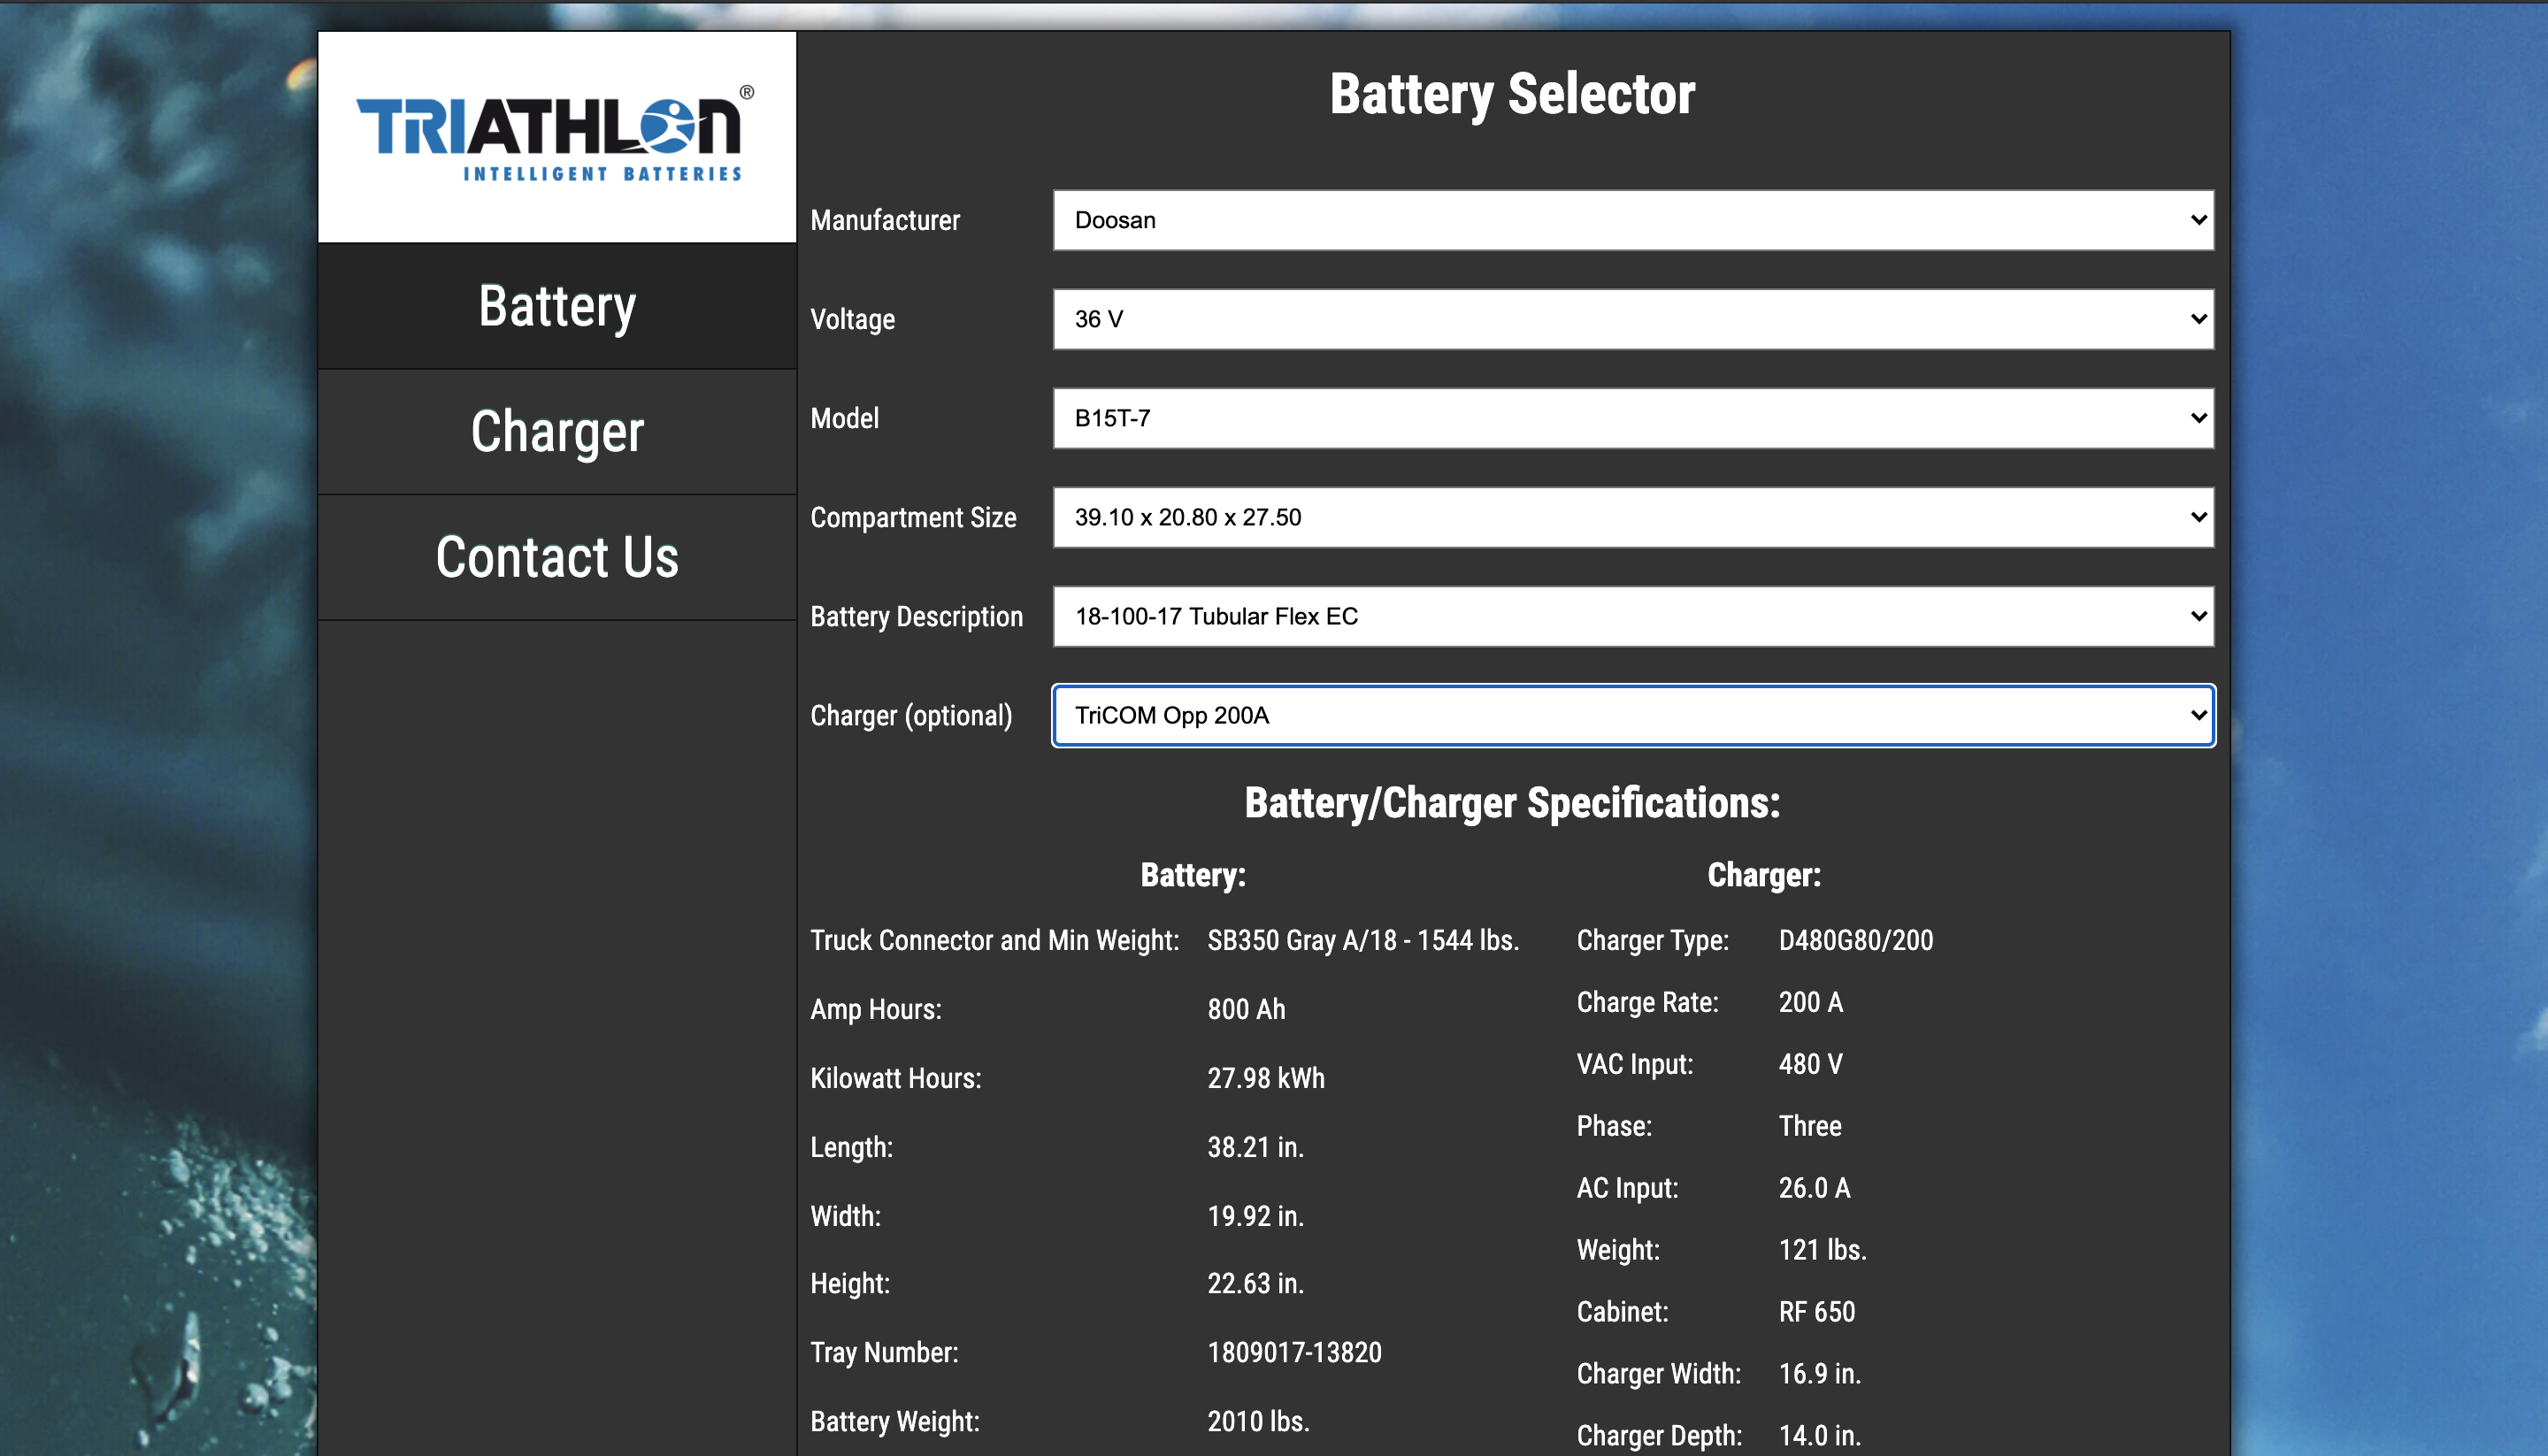 TRIATHLON®
INTELLIGENT BATTERIES
Battery
Charger
Contact Us
Battery Selector
Manufacturer Doosan
Voltage 36 V
Model B15T-7
Compartment Size 39.10 x 20.80 x 27.50
Battery Description 18-100-17 Tubular Flex EC
Charger (optional) TriCOM Opp 200A
Battery/Charger Specifications:
Battery:
Truck Connector and Min Weight: SB350 Gray A/18 - 1544 lbs.
Amp Hours: 800 Ah
Kilowatt Hours: 27.98 kWh
Length: 38.21 in.
Width: 19.92 in.
Height: 22.63 in.
Tray Number: 1809017-13820
Battery Weight: 2010 lbs.
Charger:
Charger Type: D480G80/200
Charge Rate: 200 A
VAC Input: 480 V
Phase: Three
AC Input: 26.0 A
Weight: 121 lbs.
Cabinet: RF 650
Charger Width: 16.9 in.
Charger Depth: 14.0 in.